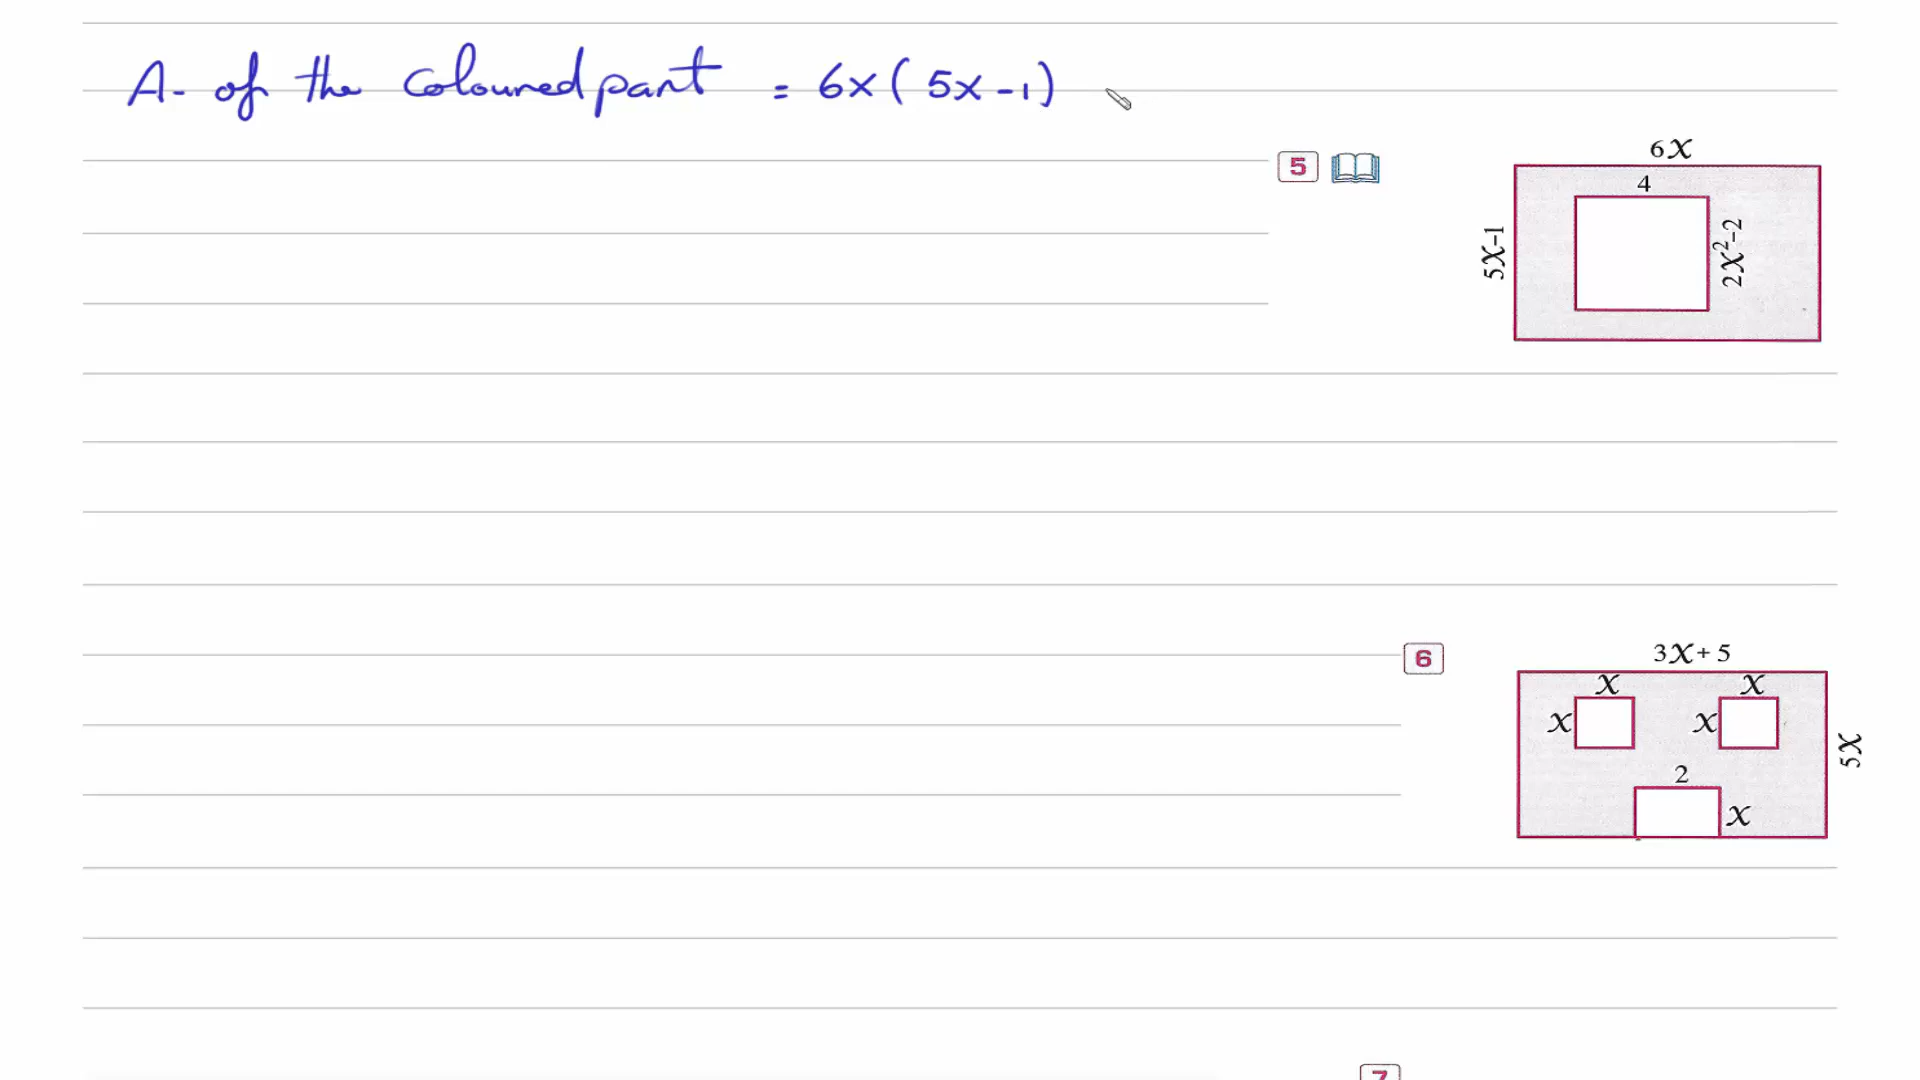 A- of the coloured part = 6x ( 5x -1)
5
6x
4
5x-1
2x²-2
6
3x+ 5
x
x
x
x
5x
2
x
7